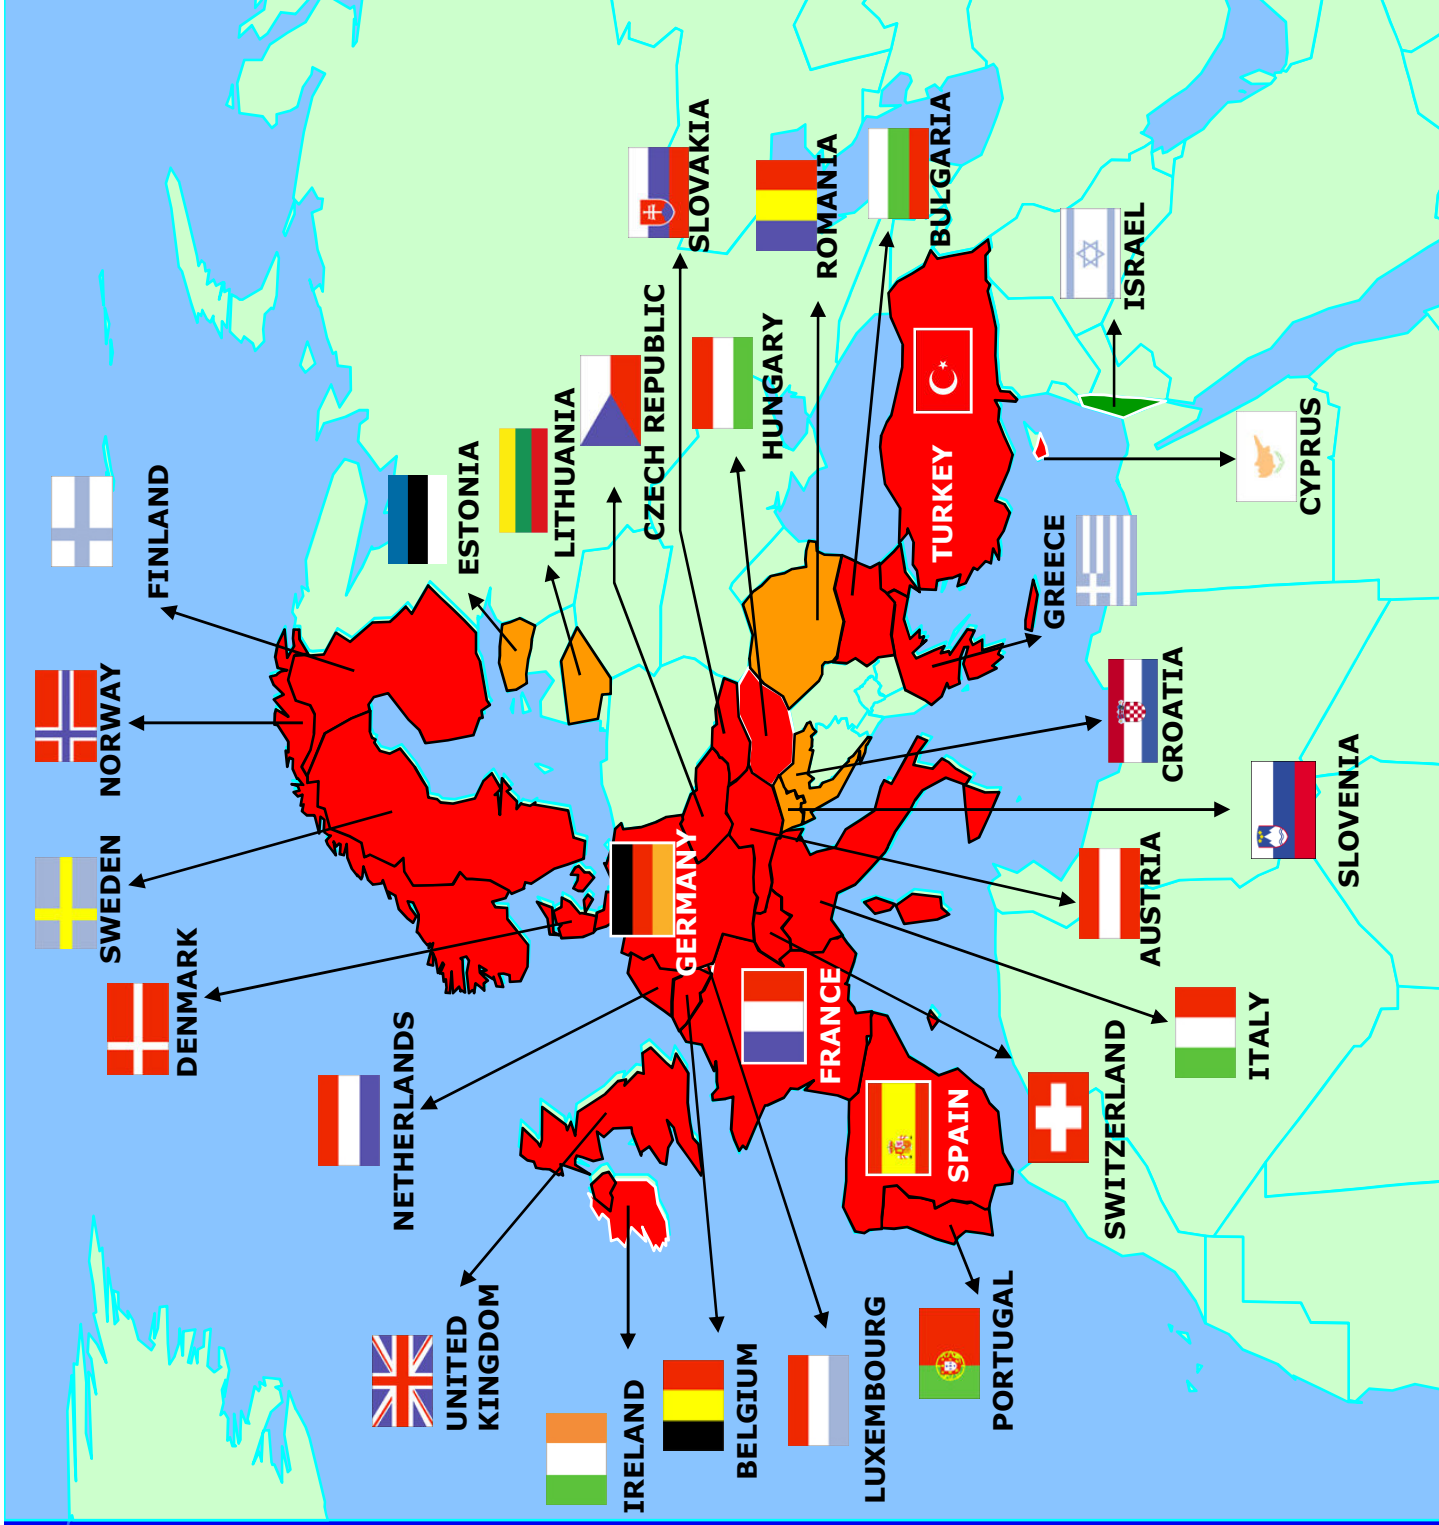 FINLAND
NORWAY
SWEDEN
DENMARK
ESTONIA
LITHUANIA
CZECH REPUBLIC
SLOVAKIA
HUNGARY
ROMANIA
BULGARIA
NETHERLANDS
UNITED
KINGDOM
IRELAND
BELGIUM
LUXEMBOURG
PORTUGAL
GERMANY
FRANCE
SPAIN
TURKEY
ISRAEL
CYPRUS
GREECE
CROATIA
SLOVENIA
AUSTRIA
ITALY
SWITZERLAND